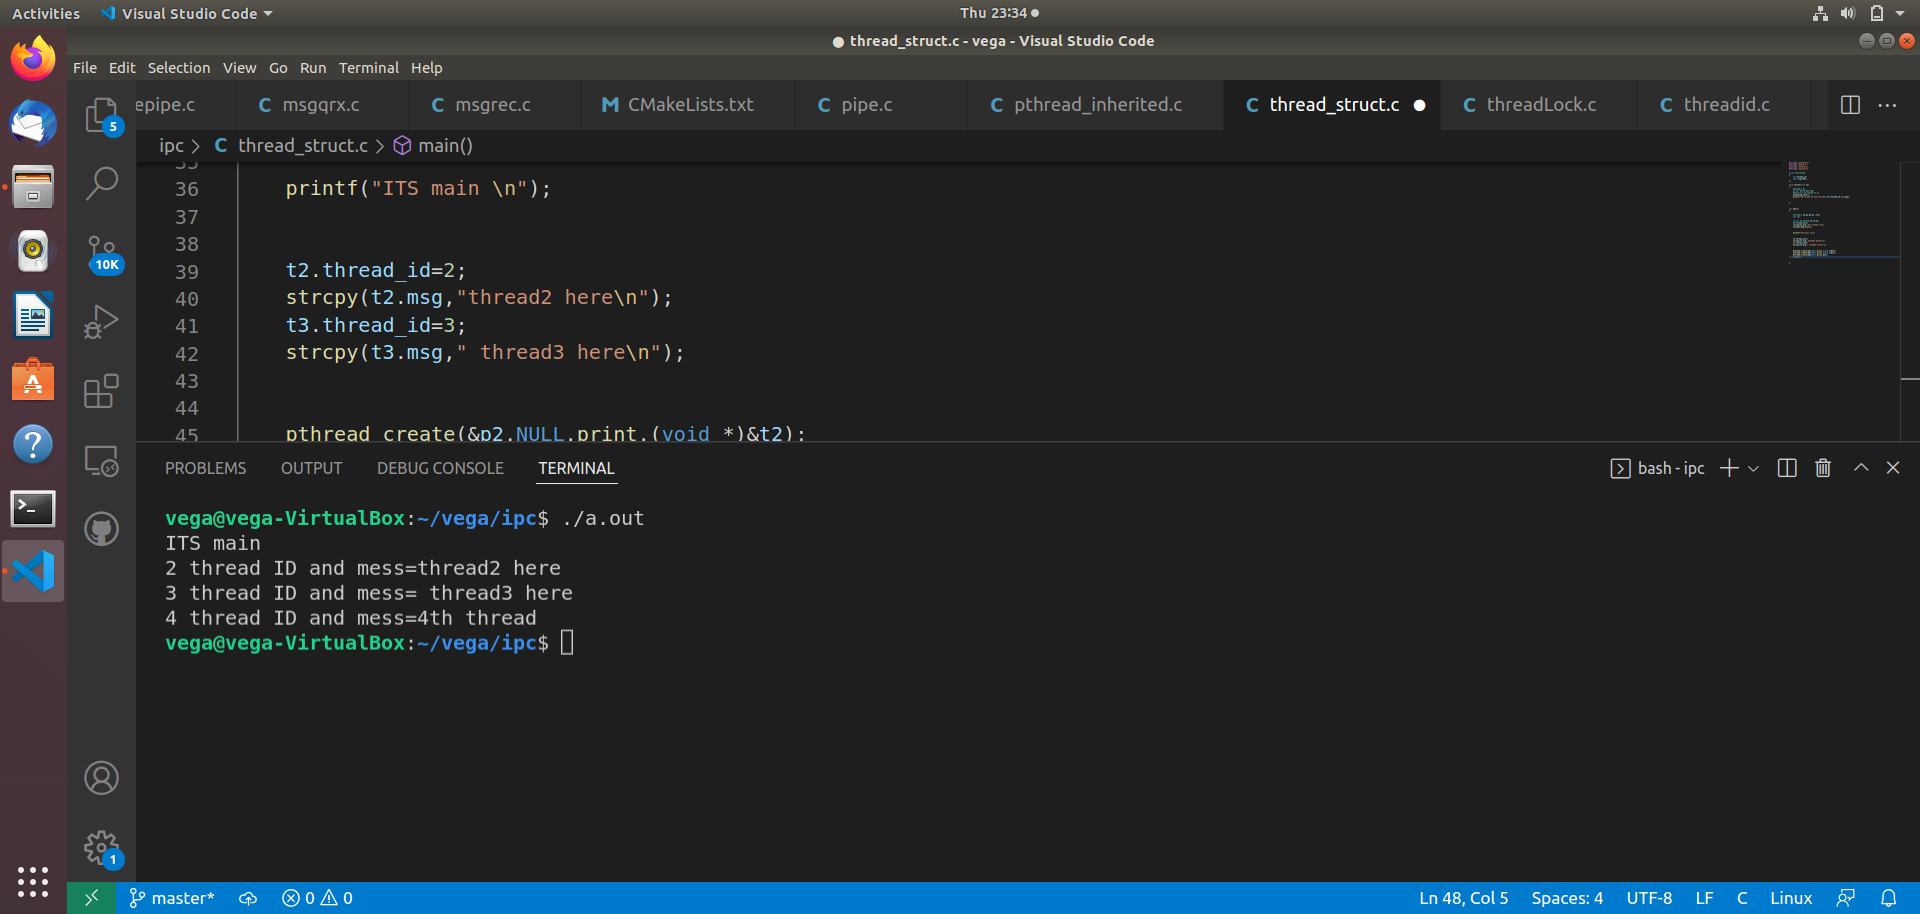 Activities Visual Studio Code Thu 23:34
thread_struct.c - vega - Visual Studio Code
File Edit Selection View Go Run Terminal Help
epipe.c C msgqrx.c C msgrec.c M CMakeLists.txt C pipe.c C pthread_inherited.c C thread_struct.c C threadLock.c C threadid.c
ipc > C thread_struct.c > main()
5
10K
1
35
36 printf("ITS main \n");
37
38
39 t2.thread_id=2;
40 strcpy(t2.msg,"thread2 here\n");
41 t3.thread_id=3;
42 strcpy(t3.msg," thread3 here\n");
43
44
45 pthread_create(&p2,NULL,print,(void *)&t2);
PROBLEMS OUTPUT DEBUG CONSOLE TERMINAL bash - ipc
vega@vega-VirtualBox:~/vega/ipc$ ./a.out
ITS main
2 thread ID and mess=thread2 here
3 thread ID and mess= thread3 here
4 thread ID and mess=4th thread
vega@vega-VirtualBox:~/vega/ipc$
master* 0 0 Ln 48, Col 5 Spaces: 4 UTF-8 LF C Linux